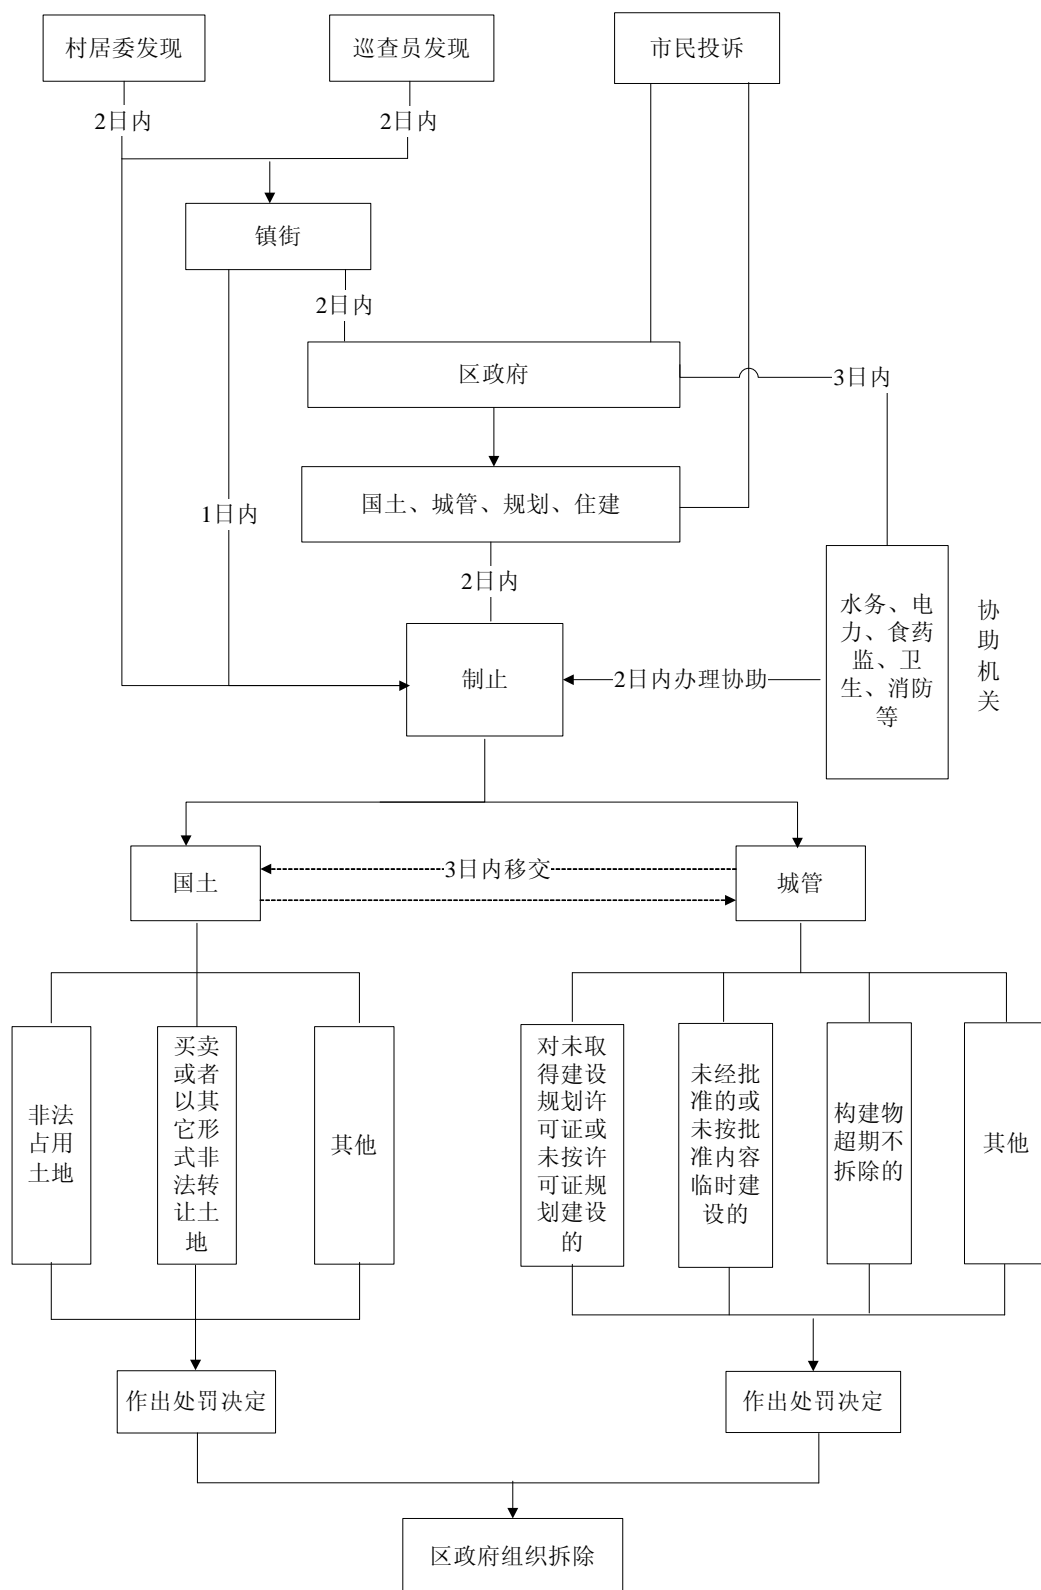 村居委发现
巡查员发现
市民投诉
2日内
2日内
镇街
2日内
区政府
3日内
国土、城管、规划、住建
1日内
2日内
水务、电
力、食药
监、卫
生、消防
等
协
助
机
关
制止
2日内办理协助
国土
3日内移交
城管
非法
占用
土地
买卖
或者
以其
它形
式非
法转
让土
地
其他
对未取
得建设
规划许
可证或
未按许
可证规
划建设
的
未经批
准的或
未按批
准内容
临时建
设的
构建物
超期不
拆除的
其他
作出处罚决定
作出处罚决定
区政府组织拆除